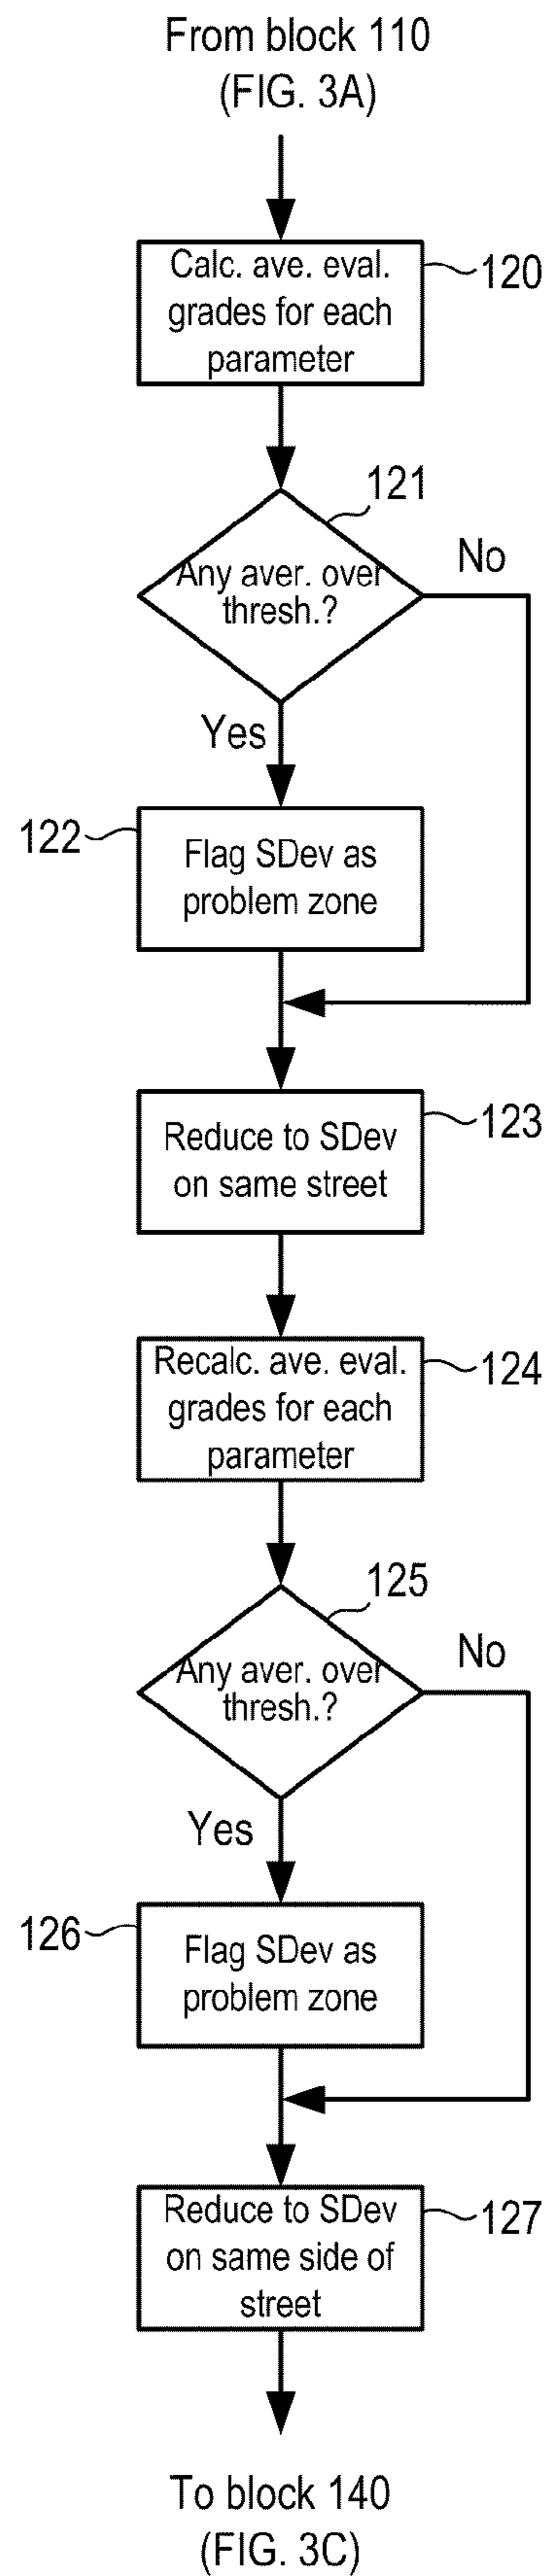 From block 110
(FIG. 3A)
Calc. ave. eval.
grades for each
parameter
120
121
Any aver. over
thresh.?
No
Yes
122
Flag SDev as
problem zone
Reduce to SDev
on same street
123
Recalc. ave. eval.
grades for each
parameter
124
125
Any aver. over
thresh.?
No
Yes
126
Flag SDev as
problem zone
Reduce to SDev
on same side of
street
127
To block 140
(FIG. 3C)